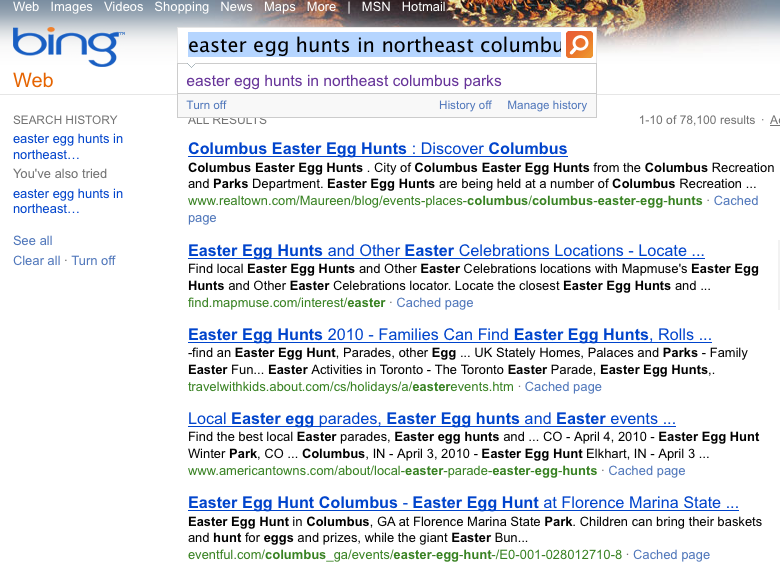 Web Images Videos Shopping News Maps More | MSN Hotmail
bing™
easter egg hunts in northeast columbu
easter egg hunts in northeast columbus parks
Turn off History off Manage history
Web
SEARCH HISTORY
easter egg hunts in
northeast…
You've also tried
easter egg hunts in
northeast…
See all
Clear all · Turn off
ALL RESULTS 1-10 of 78,100 results ·
Columbus Easter Egg Hunts : Discover Columbus
Columbus Easter Egg Hunts . City of Columbus Easter Egg Hunts from the Columbus Recreation
and Parks Department. Easter Egg Hunts are being held at a number of Columbus Recreation ...
www.realtown.com/Maureen/blog/events-places-columbus/columbus-easter-egg-hunts · Cached
page
Easter Egg Hunts and Other Easter Celebrations Locations - Locate ...
Find local Easter Egg Hunts and Other Easter Celebrations locations with Mapmuse's Easter Egg
Hunts and Other Easter Celebrations locator. Locate the closest Easter Egg Hunts and ...
find.mapmuse.com/interest/easter · Cached page
Easter Egg Hunts 2010 - Families Can Find Easter Egg Hunts, Rolls ...
-find an Easter Egg Hunt, Parades, other Egg ... UK Stately Homes, Palaces and Parks - Family
Easter Fun... Easter Activities in Toronto - The Toronto Easter Parade, Easter Egg Hunts,.
travelwithkids.about.com/cs/holidays/a/easterevents.htm · Cached page
Local Easter egg parades, Easter Egg hunts and Easter events ...
Find the best local Easter parades, Easter egg hunts and ... CO - April 4, 2010 - Easter Egg Hunt
Winter Park, CO ... Columbus, IN - April 3, 2010 - Easter Egg Hunt Elkhart, IN - April 3 ...
www.americantowns.com/about/local-easter-parade-easter-egg-hunts · Cached page
Easter Egg Hunt Columbus - Easter Egg Hunt at Florence Marina State ...
Easter Egg Hunt in Columbus, GA at Florence Marina State Park. Children can bring their baskets
and hunt for eggs and prizes, while the giant Easter Bun...
eventful.com/columbus_ga/events/easter-egg-hunt-/E0-001-028012710-8 · Cached page